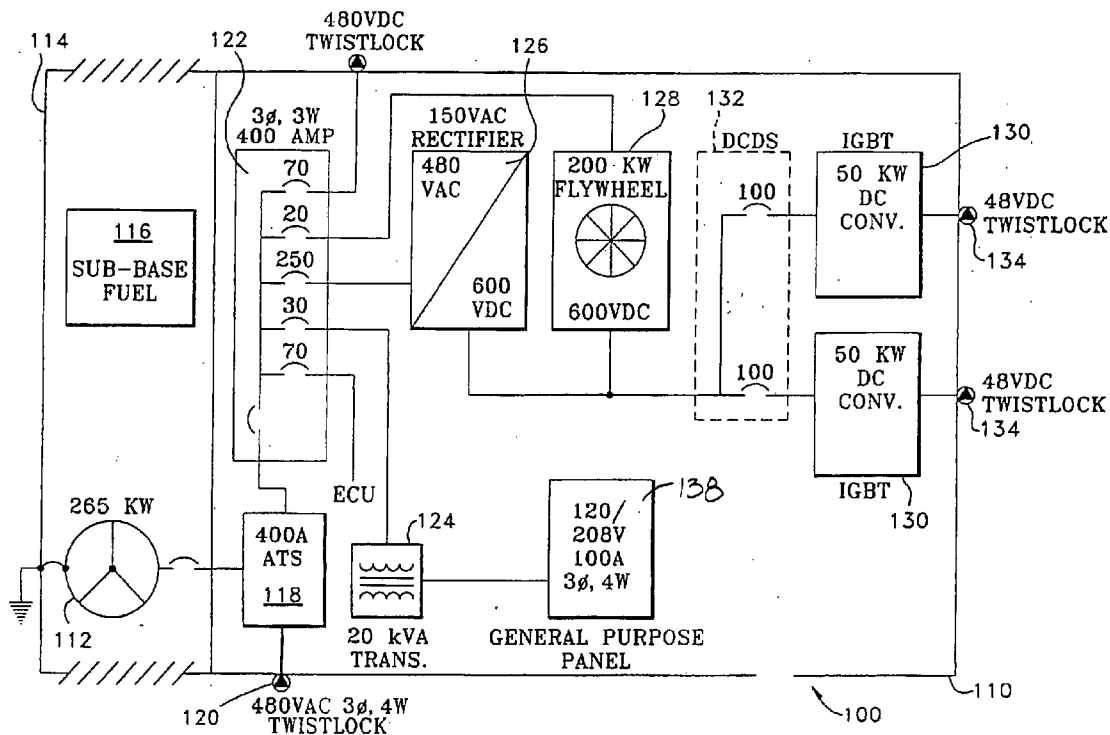 480VDC
TWISTLOCK
114
122
126
3ø, 3W
400 AMP
150VAC
RECTIFIER
128
132
DCDS
IGBT
130
70
20
250
30
70
480
VAC
600
VDC
200 KW
FLYWHEEL
600VDC
100
100
50 KW
DC
CONV.
48VDC
TWISTLOCK
134
116
SUB-BASE
FUEL
50 KW
DC
CONV.
48VDC
TWISTLOCK
134
IGBT
130
ECU
265 KW
112
400A
ATS
118
124
20 kVA
TRANS.
138
120/
208V
100A
3ø, 4W
GENERAL PURPOSE
PANEL
120
480VAC 3ø, 4W
TWISTLOCK
100
110